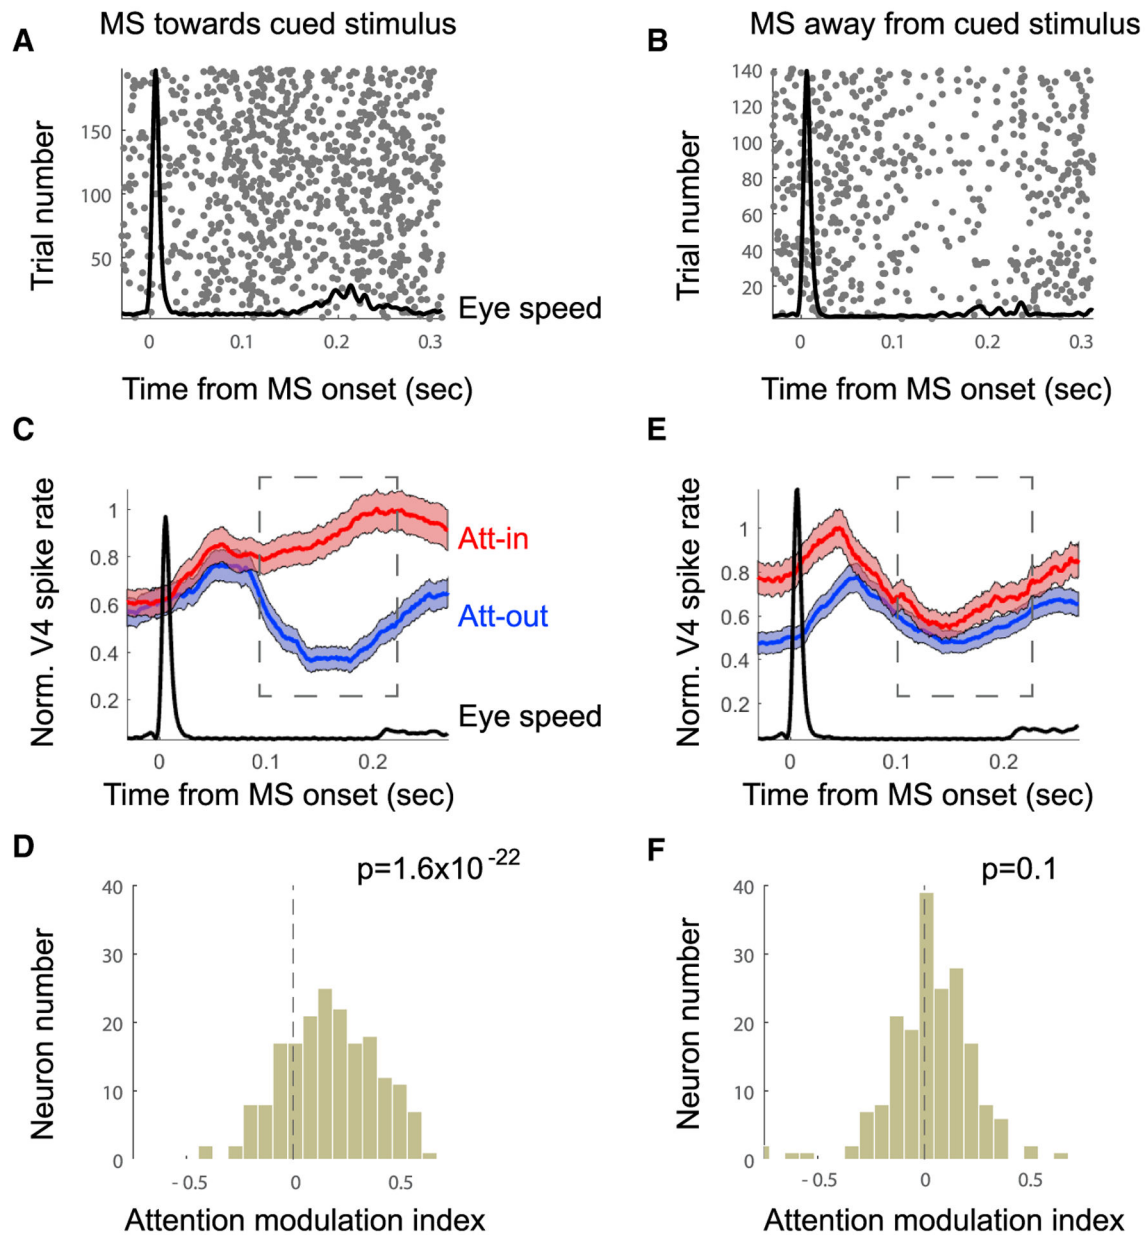 A
MS towards cued stimulus
Trial number
150
100
50
0
0.1
0.2
0.3
Eye speed
Time from MS onset (sec)
B
MS away from cued stimulus
Trial number
140
120
100
80
60
40
20
0
0.1
0.2
0.3
Time from MS onset (sec)
C
Norm. V4 spike rate
1
0.8
0.6
0.4
0.2
Att-in
Att-out
Eye speed
0
0.1
0.2
Time from MS onset (sec)
E
Norm. V4 spike rate
1
0.8
0.6
0.4
0.2
0
0.1
0.2
Time from MS onset (sec)
D
p=1.6x10-22
Neuron number
40
30
20
10
0
- 0.5
0
0.5
Attention modulation index
F
p=0.1
Neuron number
40
30
20
10
0
- 0.5
0
0.5
Attention modulation index